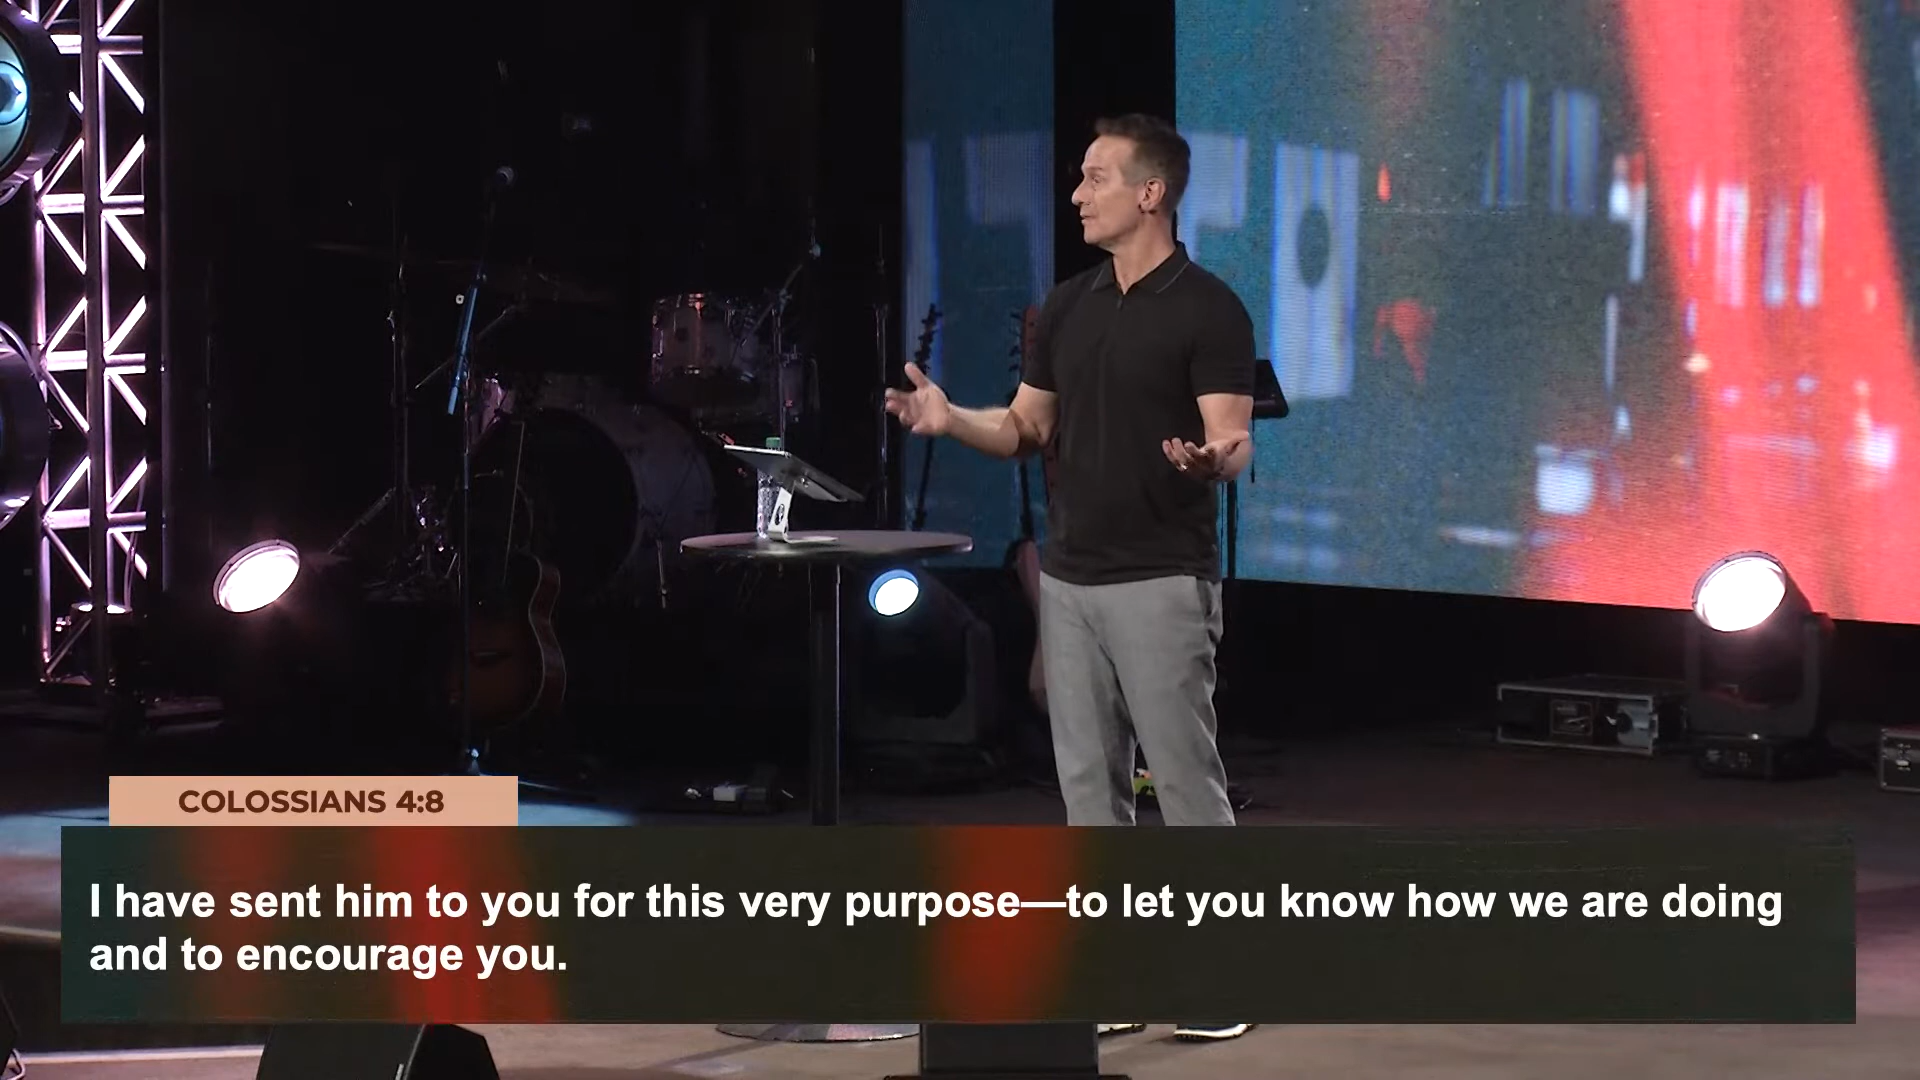 COLOSSIANS 4:8
I have sent him to you for this very purpose—to let you know how we are doing
and to encourage you.